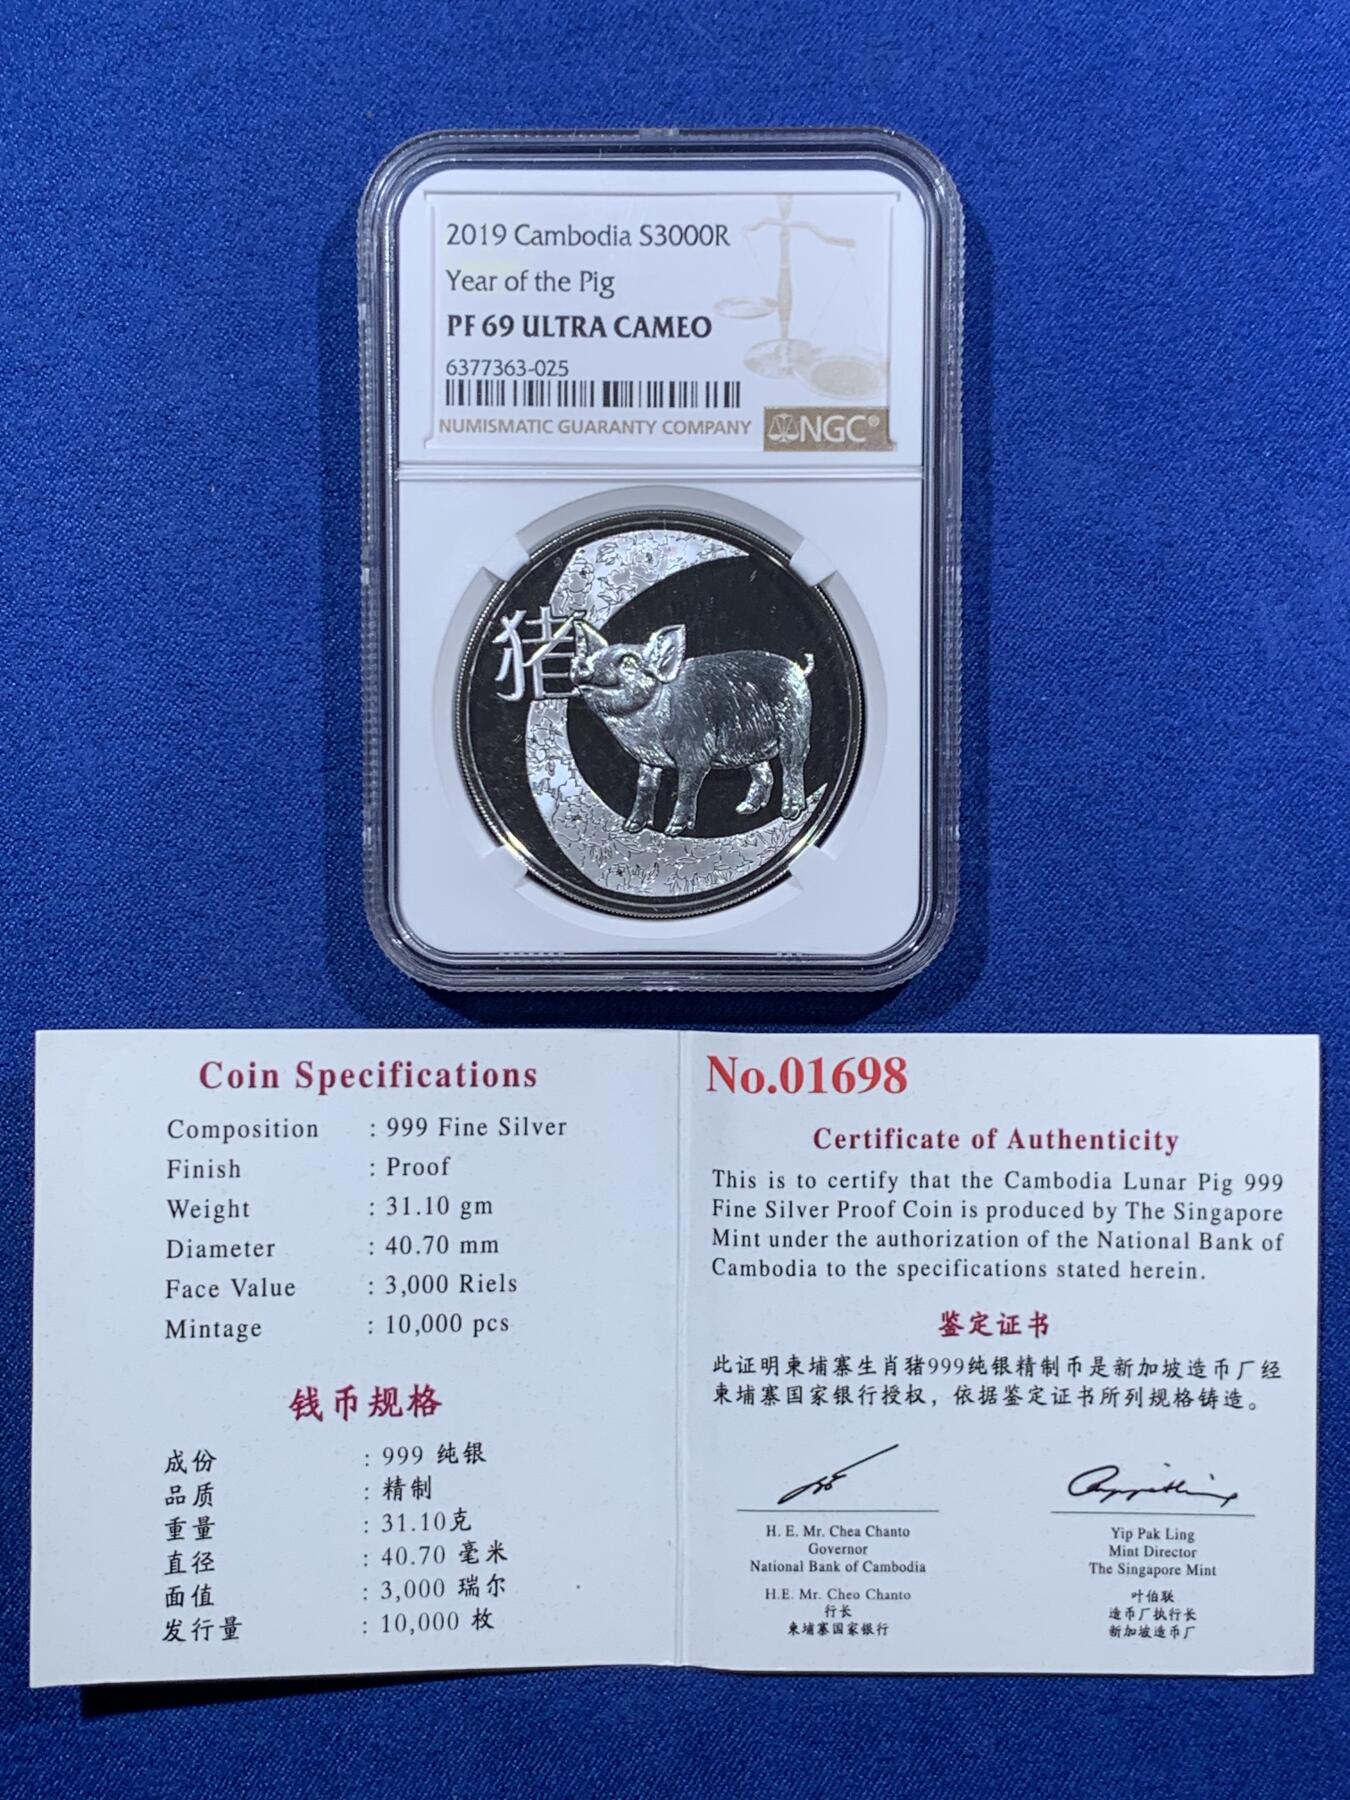 2019 Cambodia S3000R
Year of the Pig
PF 69 ULTRA CAMEO
6377363-025
NUMISMATIC GUARANTY COMPANY
NGC®
猪
Coin Specifications
Composition : 999 Fine Silver
Finish : Proof
Weight : 31.10 gm
Diameter : 40.70 mm
Face Value : 3,000 Riels
Mintage : 10,000 pcs
钱币规格
成份 : 999 纯银
品质 : 精制
重量 : 31.10克
直径 : 40.70 毫米
面值 : 3,000 瑞尔
发行量 : 10,000 枚
No.01698
Certificate of Authenticity
This is to certify that the Cambodia Lunar Pig 999
Fine Silver Proof Coin is produced by The Singapore
Mint under the authorization of the National Bank of
Cambodia to the specifications stated herein.
鉴定证书
此证明柬埔寨生肖猪999纯银精制币是新加坡造币厂经
柬埔寨国家银行授权，依据鉴定证书所列规格铸造。
H. E. Mr. Chea Chanto
Governor
National Bank of Cambodia
H.E. Mr. Cheo Chanto
行长
柬埔寨国家银行
Yip Pak Ling
Mint Director
The Singapore Mint
叶伯联
造币厂执行长
新加坡造币厂